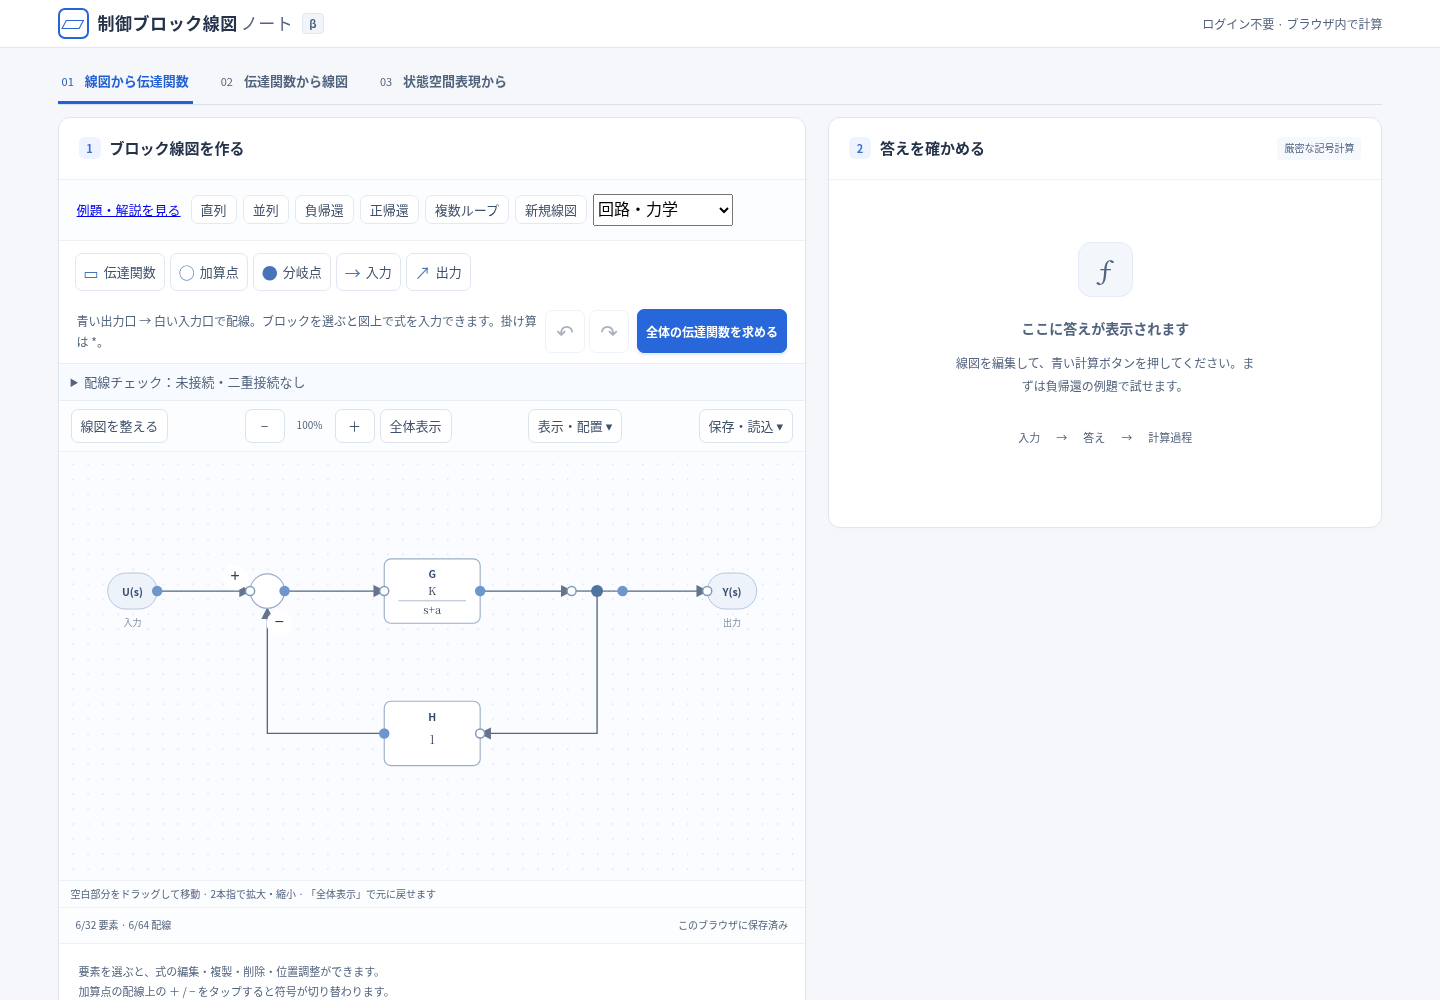 制御ブロック線図 ノート β
ログイン不要 · ブラウザ内で計算
01 線図から伝達関数
02 伝達関数から線図
03 状態空間表現から
1 ブロック線図を作る
例題・解説を見る 直列 並列 負帰還 正帰還 複数ループ 新規線図 回路・力学
▭ 伝達関数 ◯ 加算点 ● 分岐点 → 入力 ↗ 出力
青い出力口 → 白い入力口で配線。ブロックを選ぶと図上で式を入力できます。掛け算
は *。
↶ ↷ 全体の伝達関数を求める
▶ 配線チェック：未接続・二重接続なし
線図を整える − 100% ＋ 全体表示 表示・配置 ▾ 保存・読込 ▾
U(s)
入力
+
−
G
K
s+a
H
1
Y(s)
出力
空白部分をドラッグして移動 · 2本指で拡大・縮小 · 「全体表示」で元に戻せます
6/32 要素 · 6/64 配線
このブラウザに保存済み
要素を選ぶと、式の編集・複製・削除・位置調整ができます。
加算点の配線上の ＋ / − をタップすると符号が切り替わります。
2 答えを確かめる
厳密な記号計算
ƒ
ここに答えが表示されます
線図を編集して、青い計算ボタンを押してください。ま
ずは負帰還の例題で試せます。
入力 → 答え → 計算過程